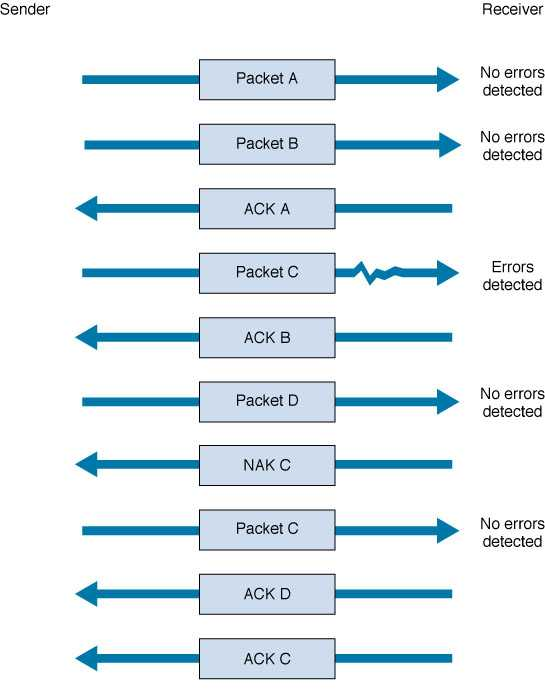 Sender
Receiver
Packet A
No errors
detected
Packet B
No errors
detected
ACK A
Packet C
Errors
detected
ACK B
Packet D
No errors
detected
NAK C
Packet C
No errors
detected
ACK D
ACK C